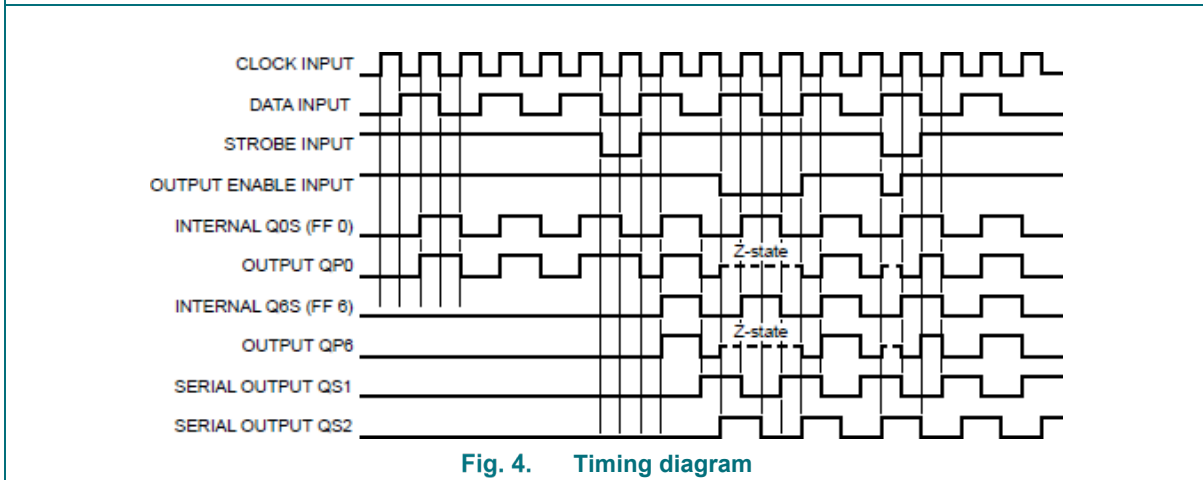 CLOCK INPUT
DATA INPUT
STROBE INPUT
OUTPUT ENABLE INPUT
INTERNAL Q0S (FF 0)
Z-state
OUTPUT QP0
INTERNAL Q6S (FF 6)
Z-state
OUTPUT QP6
SERIAL OUTPUT QS1
SERIAL OUTPUT QS2
Fig. 4. Timing diagram